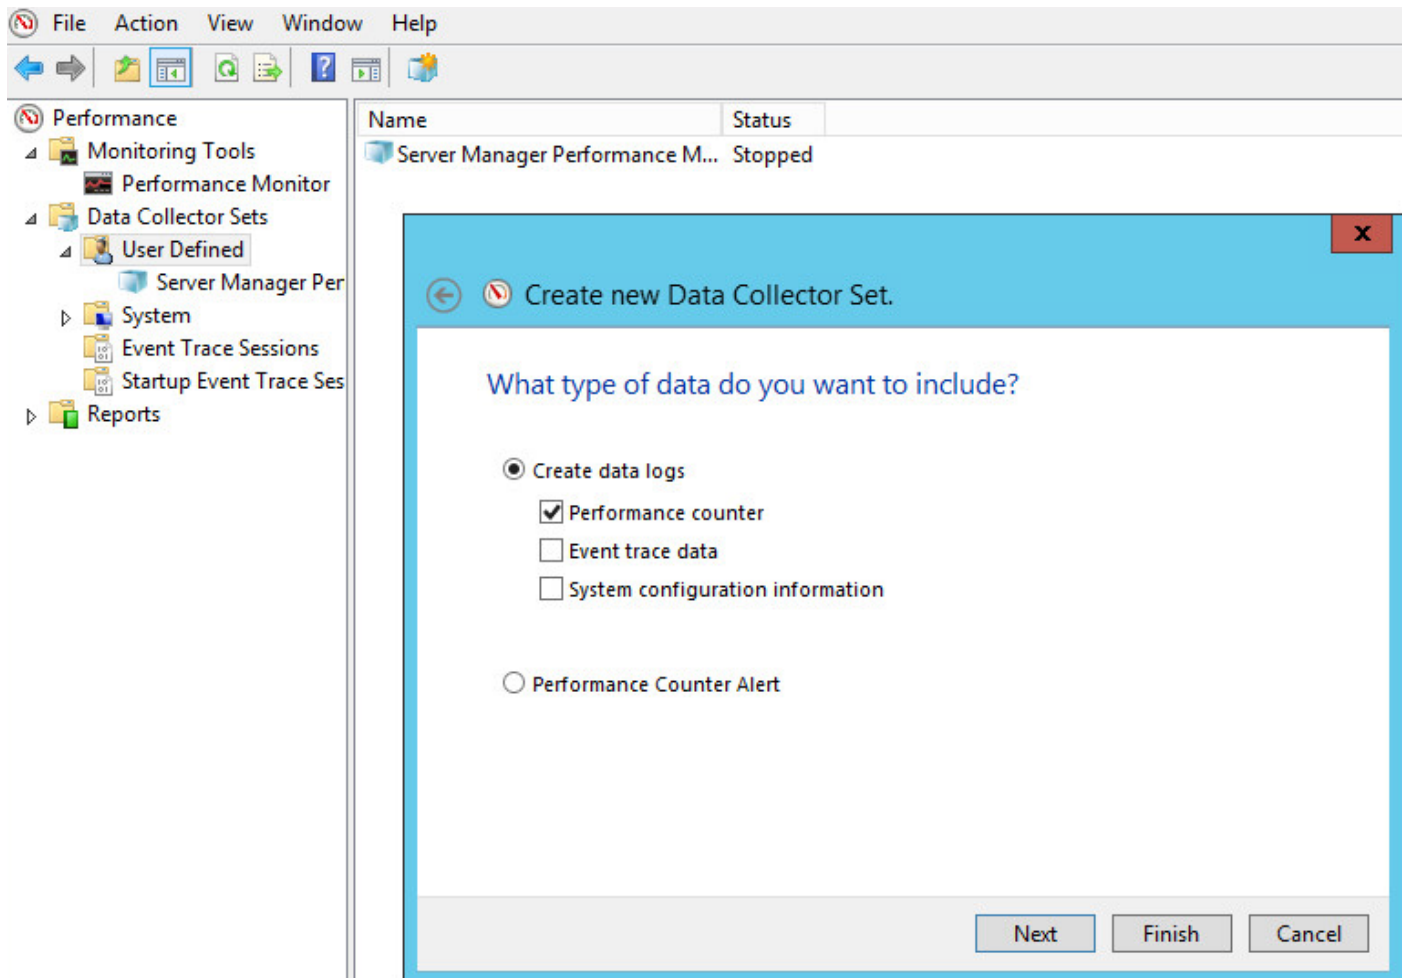 File Action View Window Help
Performance
Monitoring Tools
Performance Monitor
Data Collector Sets
User Defined
Server Manager Per
System
Event Trace Sessions
Startup Event Trace Ses
Reports
Name Status
Server Manager Performance M... Stopped
x
Create new Data Collector Set.
What type of data do you want to include?
Create data logs
Performance counter
Event trace data
System configuration information
Performance Counter Alert
Next Finish Cancel